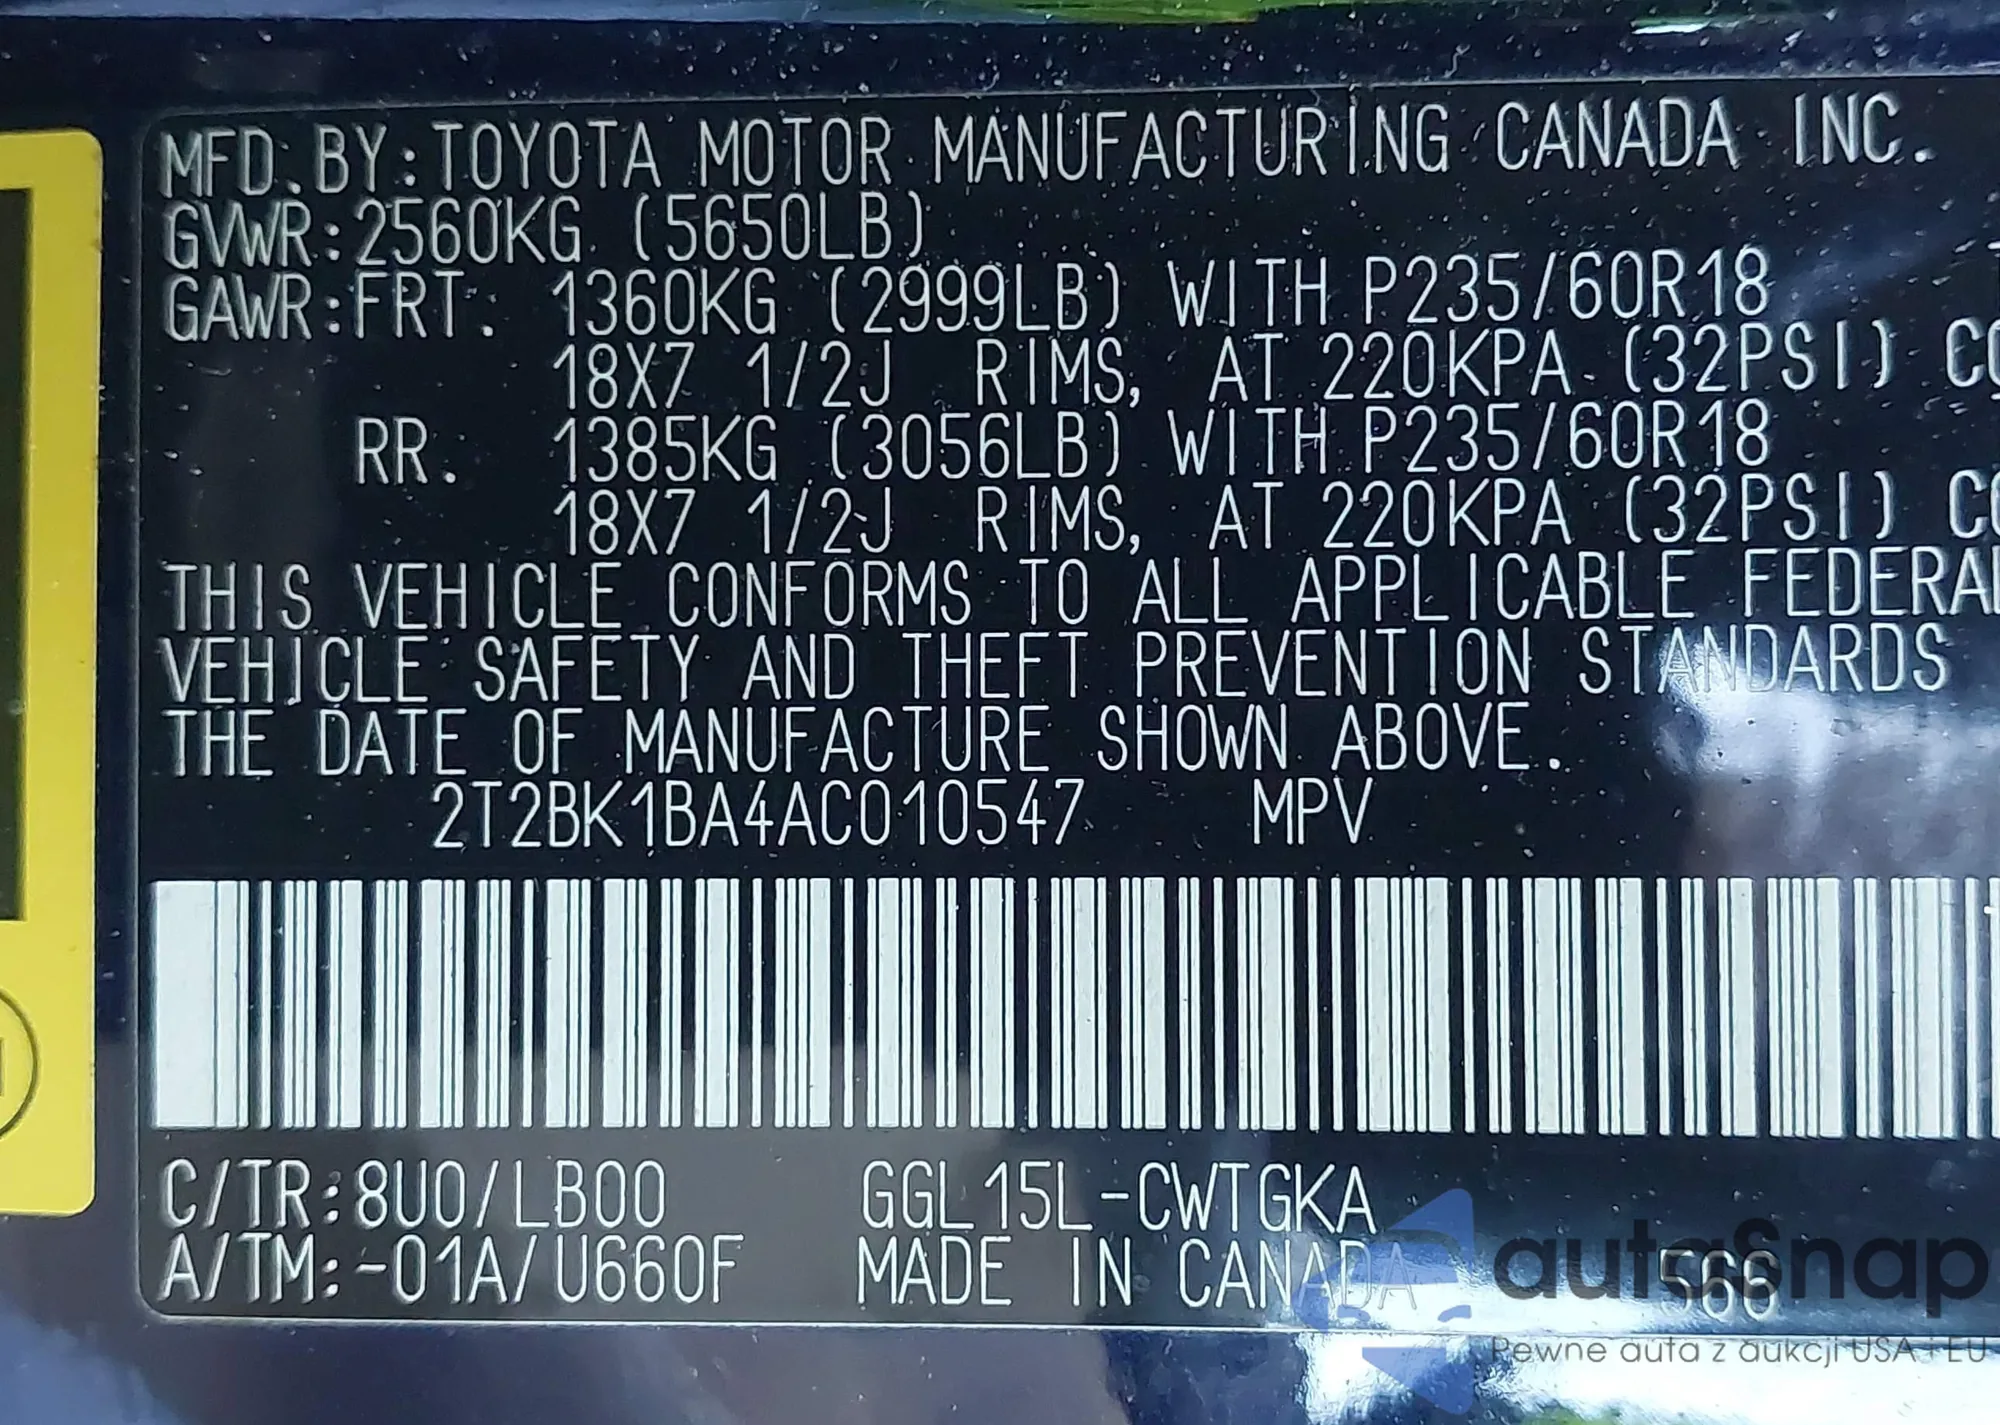 MFD. BY: TOYOTA MOTOR MANUFACTURING CANADA INC.
GVWR: 2560KG (5650LB)
GAWR: FRT. 1360KG (2999LB) WITH P235/60R18
18X7 1/2J RIMS, AT 220KPA (32PSI)
RR. 1385KG (3056LB) WITH P235/60R18
18X7 1/2J RIMS, AT 220KPA (32PSI)
THIS VEHICLE CONFORMS TO ALL APPLICABLE FEDERAL
VEHICLE SAFETY AND THEFT PREVENTION STANDARDS
THE DATE OF MANUFACTURE SHOWN ABOVE.
2T2BK1BA4AC010547 MPV
C/TR: 8U0/LB00 GGL15L-CWTGKA
A/TM: -01A/U660F MADE IN CANADA 566
autaSnap
Pewne auta z aukcji USA i EU